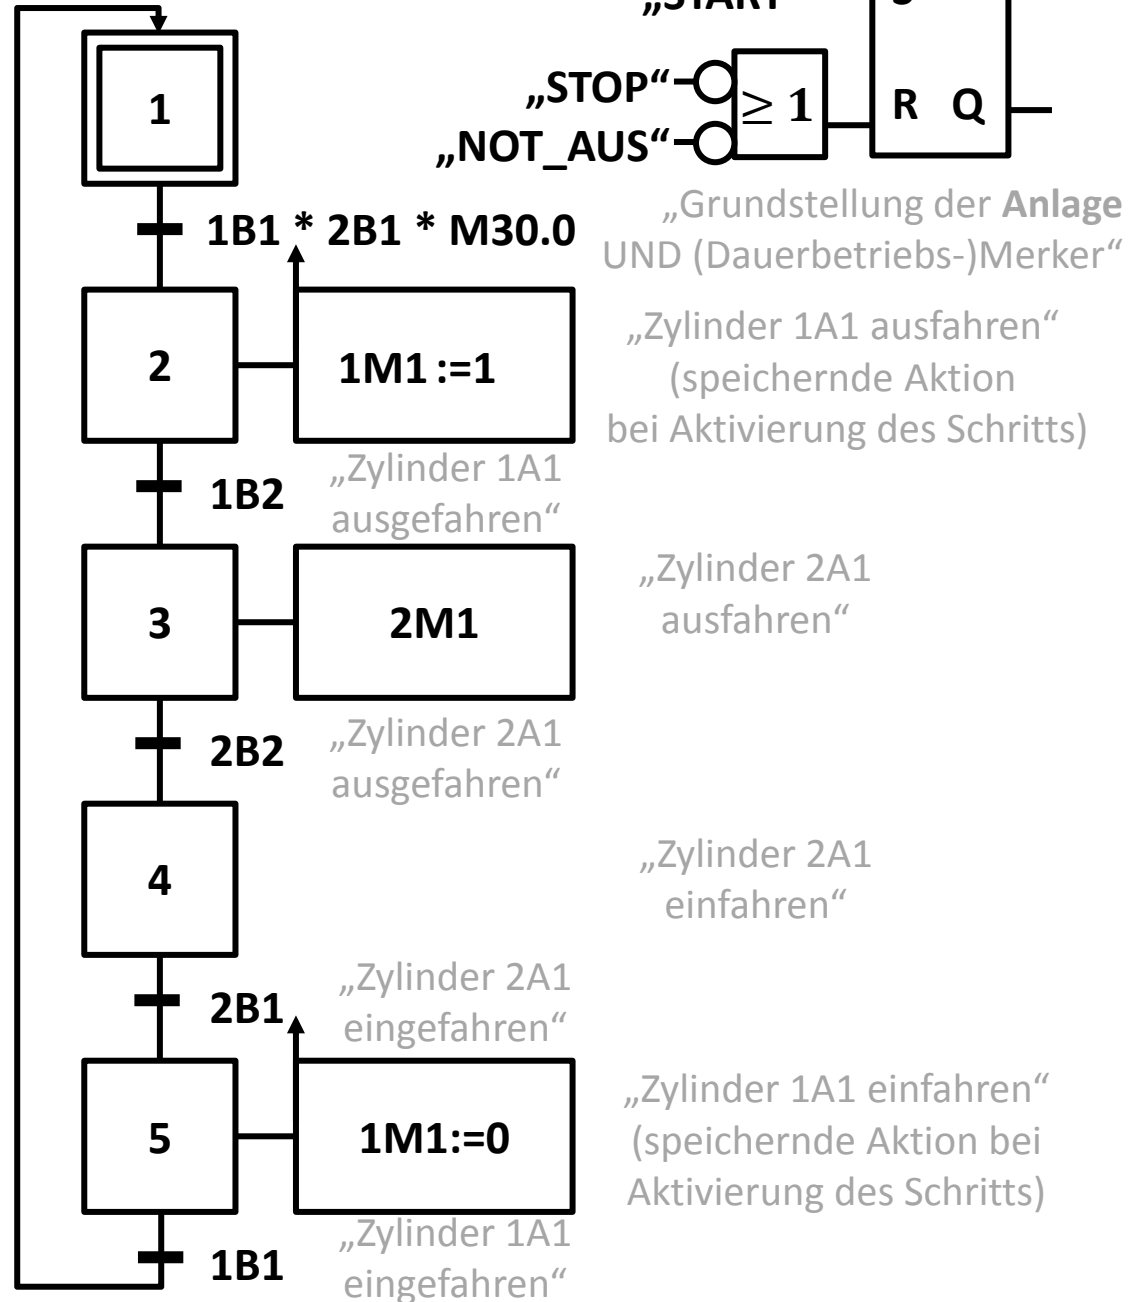 „START“
S
1
„STOP“
≥ 1
R Q
„NOT_AUS“
„Grundstellung der Anlage
UND (Dauerbetriebs-)Merker“
1B1 * 2B1 * M30.0
2
1M1 :=1
„Zylinder 1A1 ausfahren“
(speichernde Aktion
bei Aktivierung des Schritts)
1B2
„Zylinder 1A1
ausgefahren“
3
2M1
„Zylinder 2A1
ausfahren“
2B2
„Zylinder 2A1
ausgefahren“
4
„Zylinder 2A1
einfahren“
2B1
„Zylinder 2A1
eingefahren“
5
1M1:=0
„Zylinder 1A1 einfahren“
(speichernde Aktion bei
Aktivierung des Schritts)
1B1
„Zylinder 1A1
eingefahren“